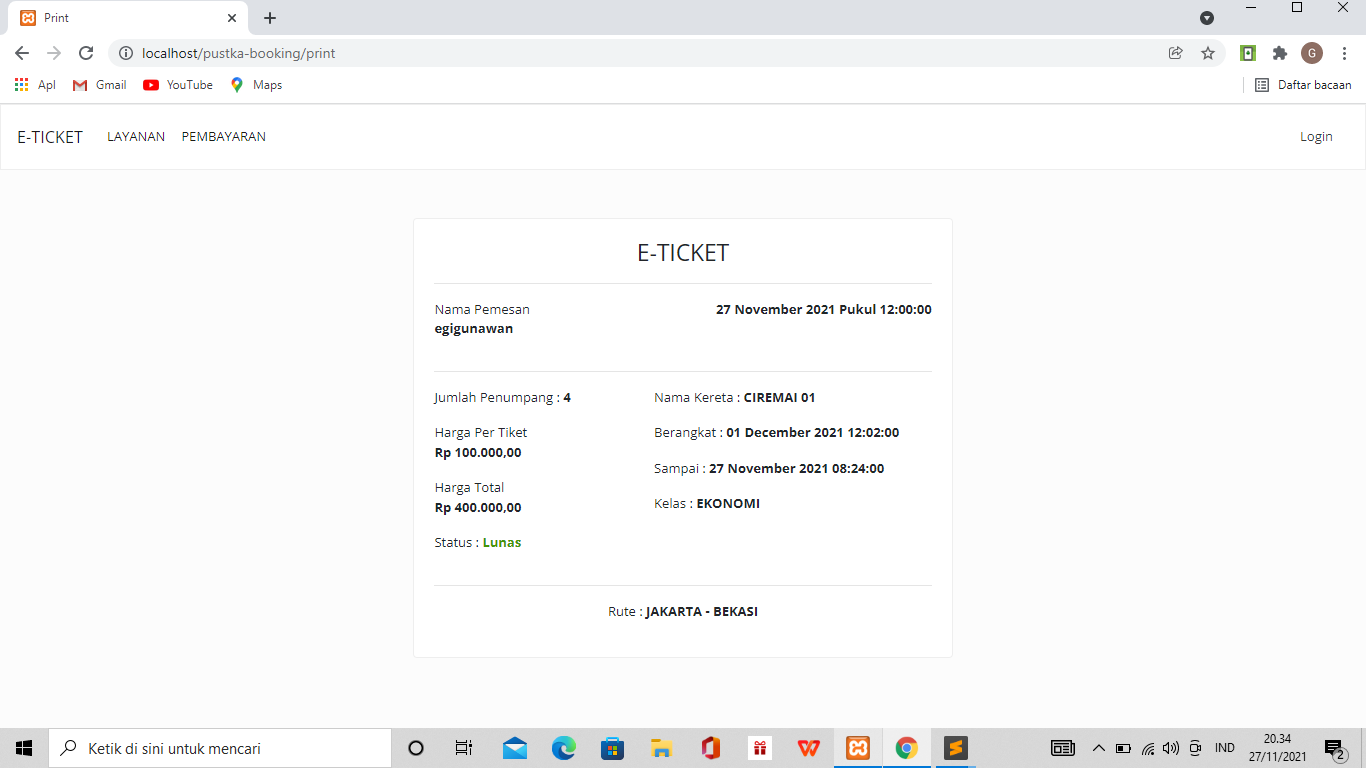 Print
localhost/pustka-booking/print
G
Apl Gmail YouTube Maps Daftar bacaan
E-TICKET LAYANAN PEMBAYARAN Login
E-TICKET
Nama Pemesan 27 November 2021 Pukul 12:00:00
egigunawan
Jumlah Penumpang : 4 Nama Kereta : CIREMAI 01
Harga Per Tiket Berangkat : 01 December 2021 12:02:00
Rp 100.000,00
Sampai : 27 November 2021 08:24:00
Harga Total
Rp 400.000,00 Kelas : EKONOMI
Status : Lunas
Rute : JAKARTA - BEKASI
Ketik di sini untuk mencari IND 20.34
27/11/2021 2